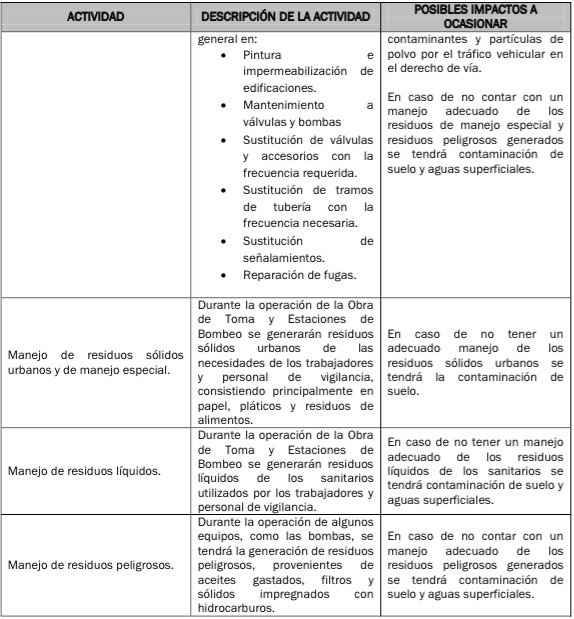 ACTIVIDAD
DESCRIPCIÓN DE LA ACTIVIDAD
POSIBLES IMPACTOS A
OCASIONAR
general en:
• Pintura e
impermeabilización de
edificaciones.
• Mantenimiento a
válvulas y bombas
• Sustitución de válvulas
y accesorios con la
frecuencia requerida.
• Sustitución de tramos
de tubería con la
frecuencia necesaria.
• Sustitución de
señalamientos.
• Reparación de fugas.
contaminantes y partículas de
polvo por el tráfico vehicular en
el derecho de vía.
En caso de no contar con un
manejo adecuado de los
residuos de manejo especial y
residuos peligrosos generados
se tendrá contaminación de
suelo y aguas superficiales.
Manejo de residuos sólidos
urbanos y de manejo especial.
Durante la operación de la Obra
de Toma y Estaciones de
Bombeo se generarán residuos
sólidos urbanos de las
necesidades de los trabajadores
y personal de vigilancia,
consistiendo principalmente en
papel, pláticos y residuos de
alimentos.
En caso de no tener un
adecuado manejo de los
residuos sólidos urbanos se
tendrá la contaminación de
suelo.
Manejo de residuos líquidos.
Durante la operación de la Obra
de Toma y Estaciones de
Bombeo se generarán residuos
líquidos de los sanitarios
utilizados por los trabajadores y
personal de vigilancia.
En caso de no tener un manejo
adecuado de los residuos
líquidos de los sanitarios se
tendrá contaminación de suelo y
aguas superficiales.
Manejo de residuos peligrosos.
Durante la operación de algunos
equipos, como las bombas, se
tendrá la generación de residuos
peligrosos, provenientes de
aceites gastados, filtros y
sólidos impregnados con
hidrocarburos.
En caso de no contar con un
manejo adecuado de los
residuos peligrosos generados
se tendrá contaminación de
suelo y aguas superficiales.